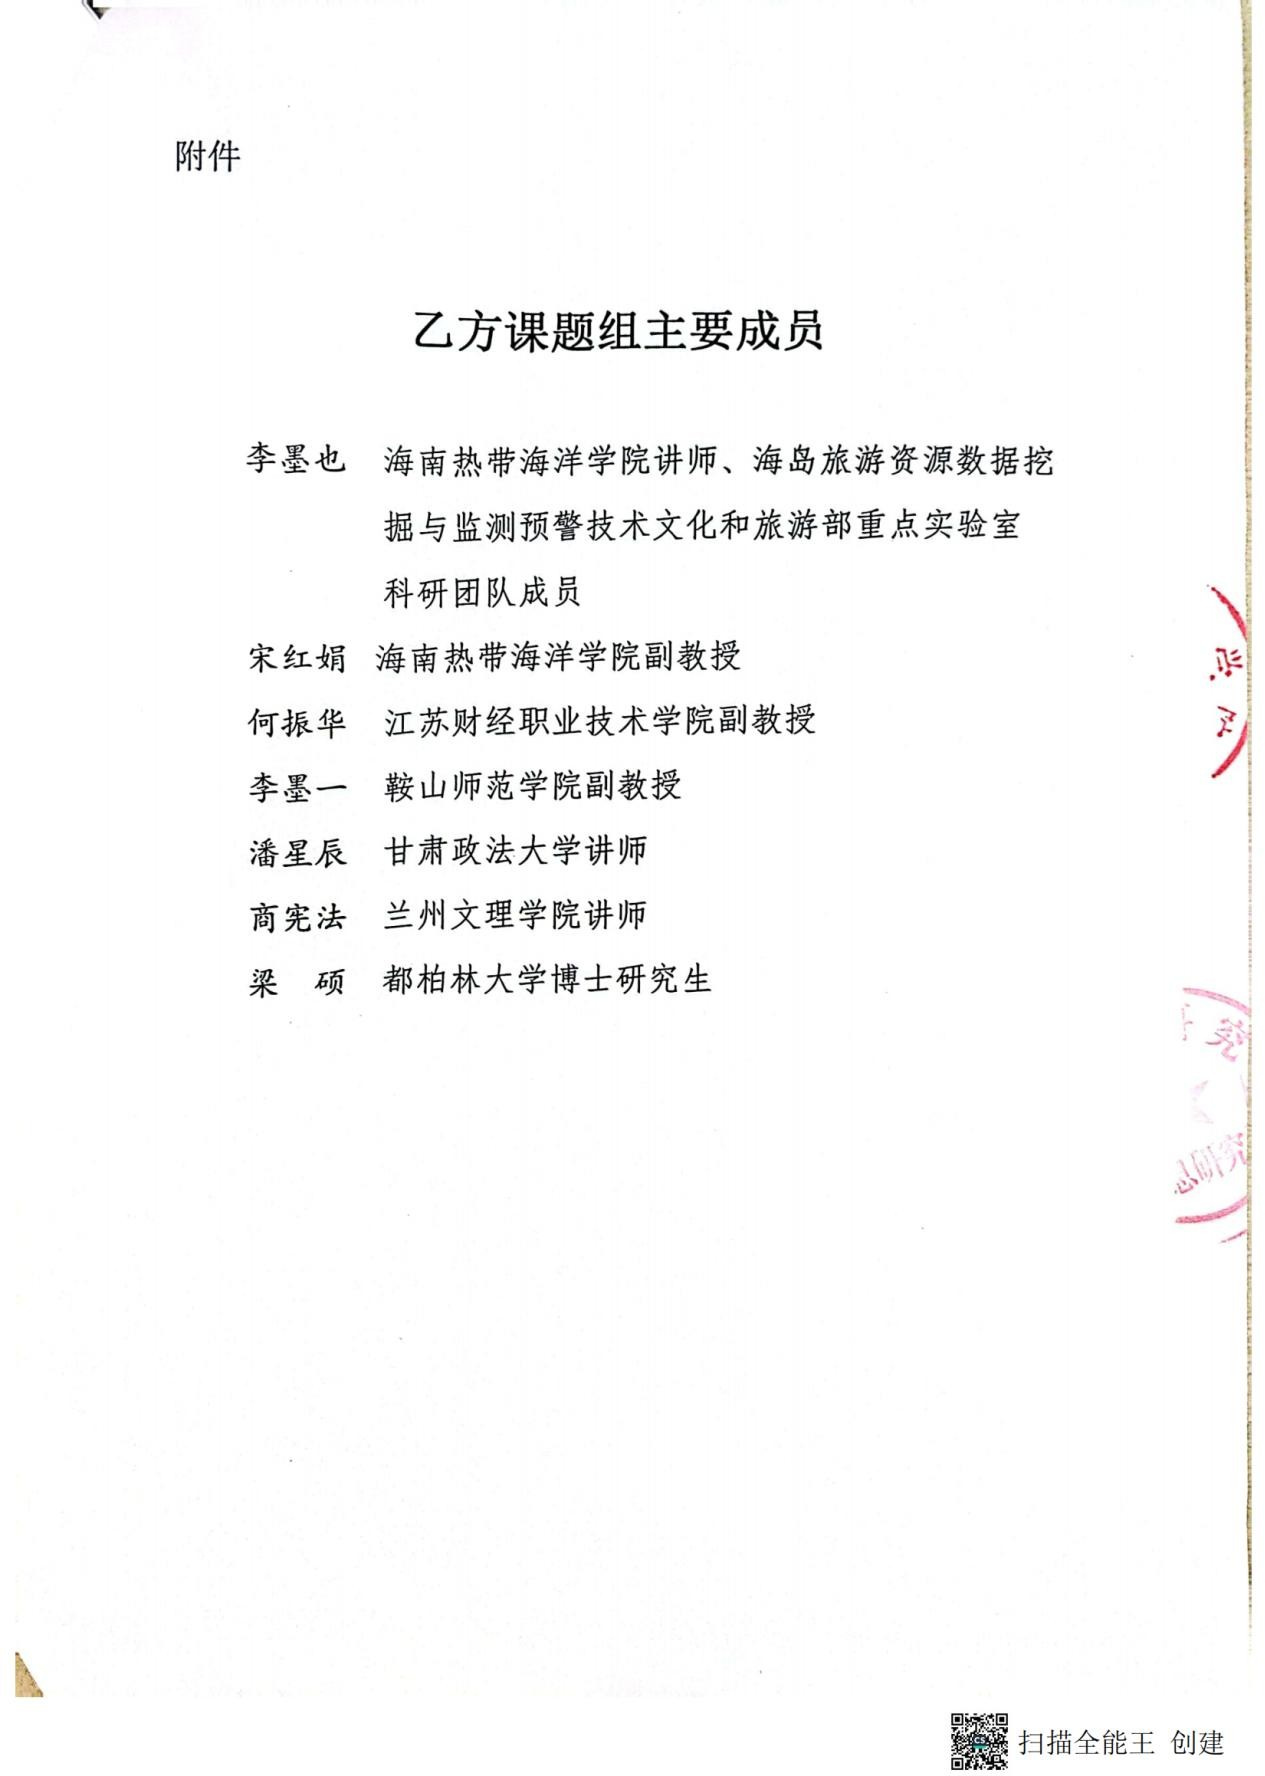 附件
乙方课题组主要成员
李墨也 海南热带海洋学院讲师、海岛旅游资源数据挖
掘与监测预警技术文化和旅游部重点实验室
科研团队成员
宋红娟 海南热带海洋学院副教授
何振华 江苏财经职业技术学院副教授
李墨一 鞍山师范学院副教授
潘星辰 甘肃政法大学讲师
商宪法 兰州文理学院讲师
梁 硕 都柏林大学博士研究生
究
研究
CS
扫描全能王 创建